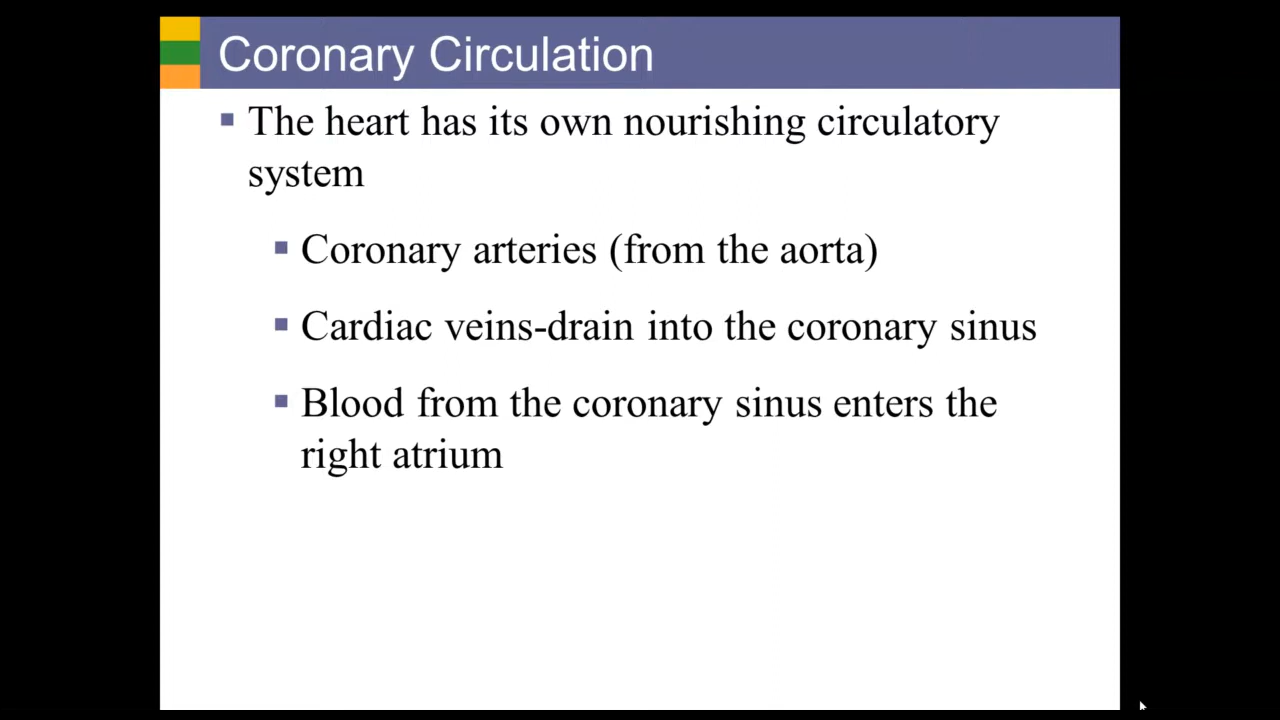 Coronary Circulation
The heart has its own nourishing circulatory
system
Coronary arteries (from the aorta)
Cardiac veins-drain into the coronary sinus
Blood from the coronary sinus enters the
right atrium